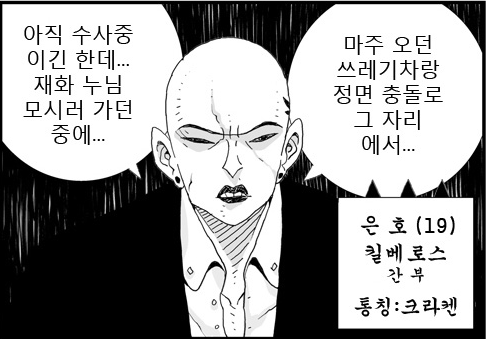 아직 수사중
이긴 한데...
재화 누님
모시러 가던
중에...
마주 오던
쓰레기차랑
정면 충돌로
그 자리
에서...
은 호 (19)
킬베로스
간 부
통칭:크라켄